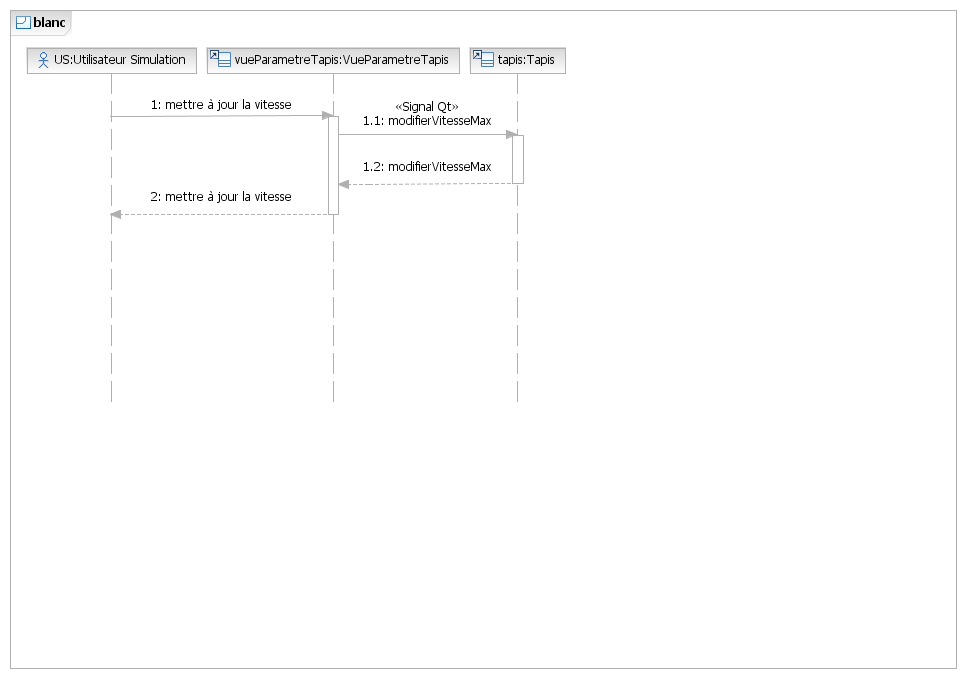 blanc
US:Utilisateur Simulation
vueParametreTapis:VueParametreTapis
tapis:Tapis
1: mettre à jour la vitesse
«Signal Qt»
1.1: modifierVitesseMax
1.2: modifierVitesseMax
2: mettre à jour la vitesse